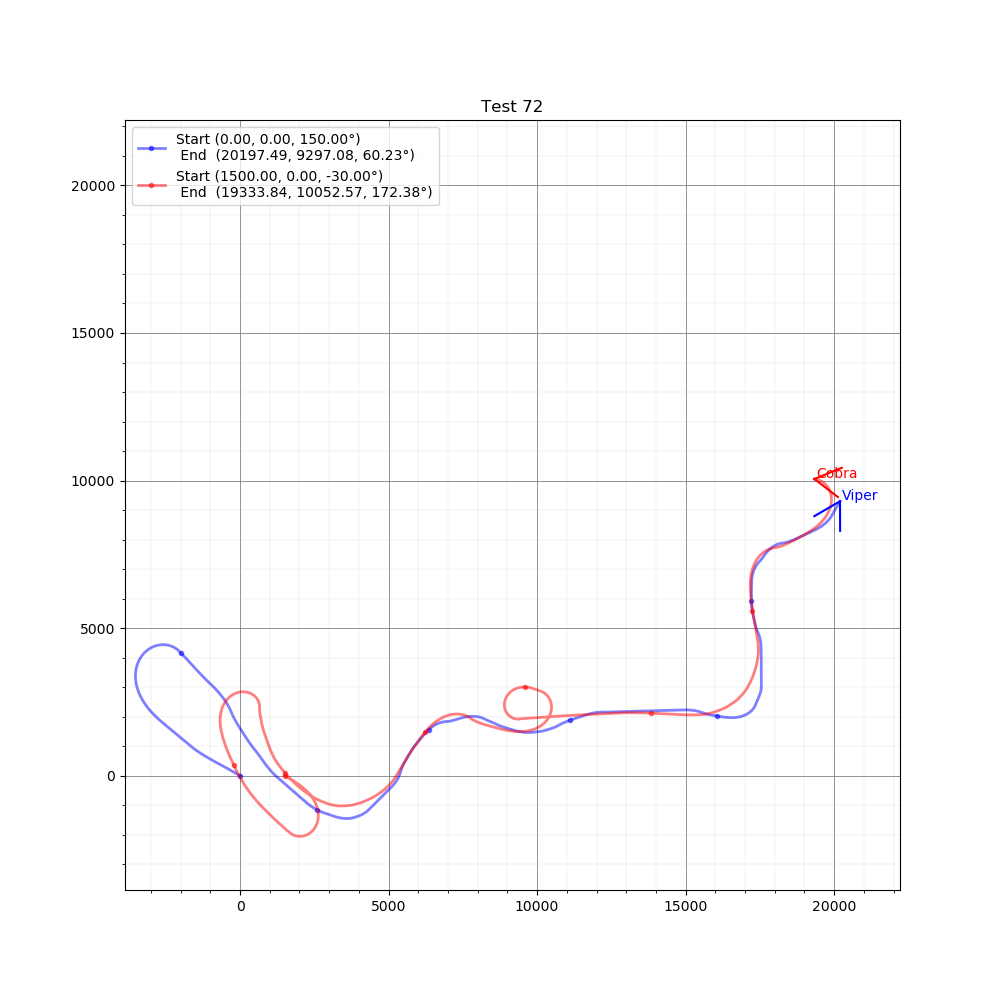 Test 72
Start (0.00, 0.00, 150.00°)
End (20197.49, 9297.08, 60.23°)
Start (1500.00, 0.00, -30.00°)
End (19333.84, 10052.57, 172.38°)
20000
15000
10000
5000
0
Cobra
Viper
0
5000
10000
15000
20000